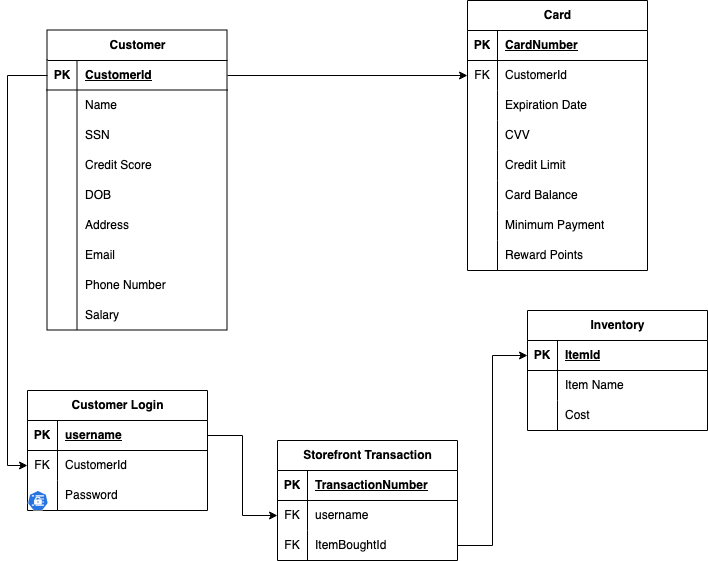 Customer
PK CustomerId
Name
SSN
Credit Score
DOB
Address
Email
Phone Number
Salary
Card
PK CardNumber
FK CustomerId
Expiration Date
CVV
Credit Limit
Card Balance
Minimum Payment
Reward Points
Inventory
PK ItemId
Item Name
Cost
Customer Login
PK username
FK CustomerId
Password
Storefront Transaction
PK TransactionNumber
FK username
FK ItemBoughtId